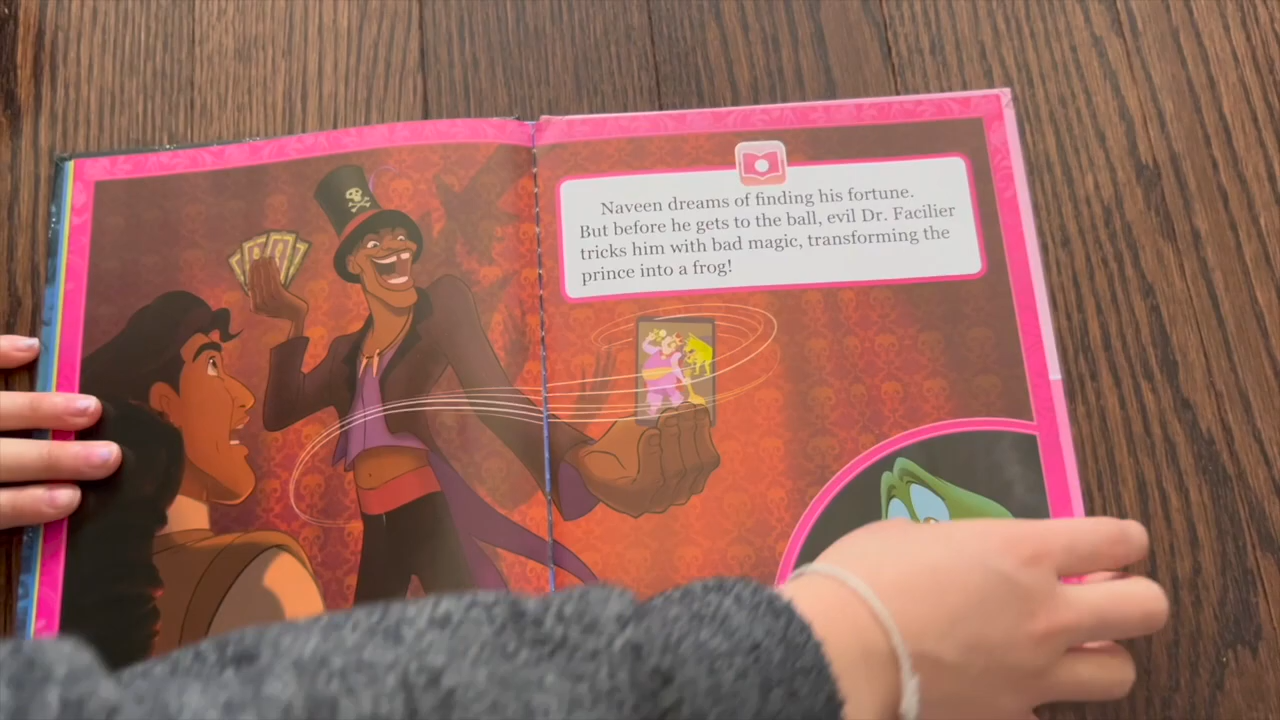 Naveen dreams of finding his fortune.
But before he gets to the ball, evil Dr. Facilier
tricks him with bad magic, transforming the
prince into a frog!